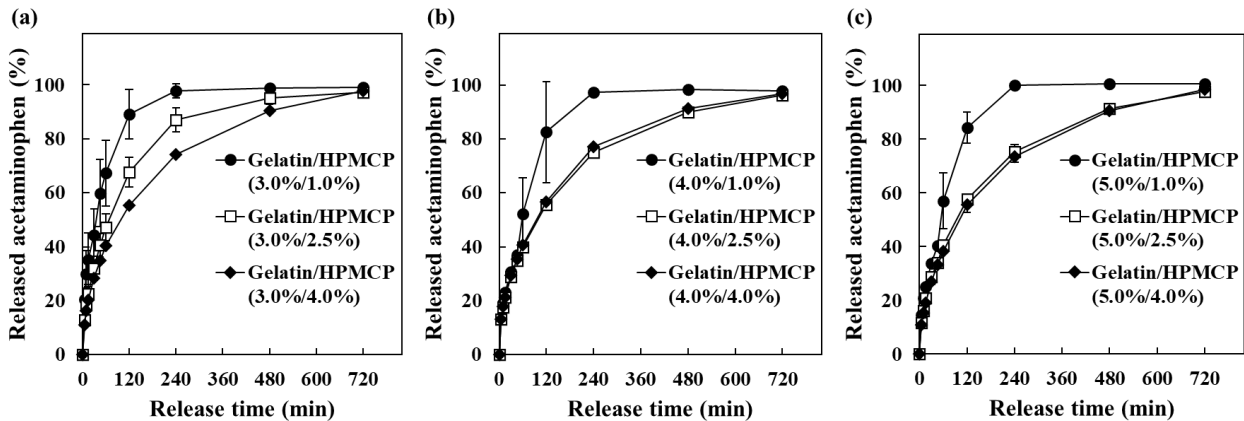 (a)
Released acetaminophen (%)
100
80
60
40
20
0
Gelatin/HPMCP
(3.0%/1.0%)
Gelatin/HPMCP
(3.0%/2.5%)
Gelatin/HPMCP
(3.0%/4.0%)
0 120 240 480 600 720
Release time (min)
(b)
Released acetaminophen (%)
100
80
60
40
20
0
Gelatin/HPMCP
(4.0%/1.0%)
Gelatin/HPMCP
(4.0%/2.5%)
Gelatin/HPMCP
(4.0%/4.0%)
0 120 240 480 600 720
Release time (min)
(c)
Released acetaminophen (%)
100
80
60
40
20
0
Gelatin/HPMCP
(5.0%/1.0%)
Gelatin/HPMCP
(5.0%/2.5%)
Gelatin/HPMCP
(5.0%/4.0%)
0 120 240 480 600 720
Release time (min)